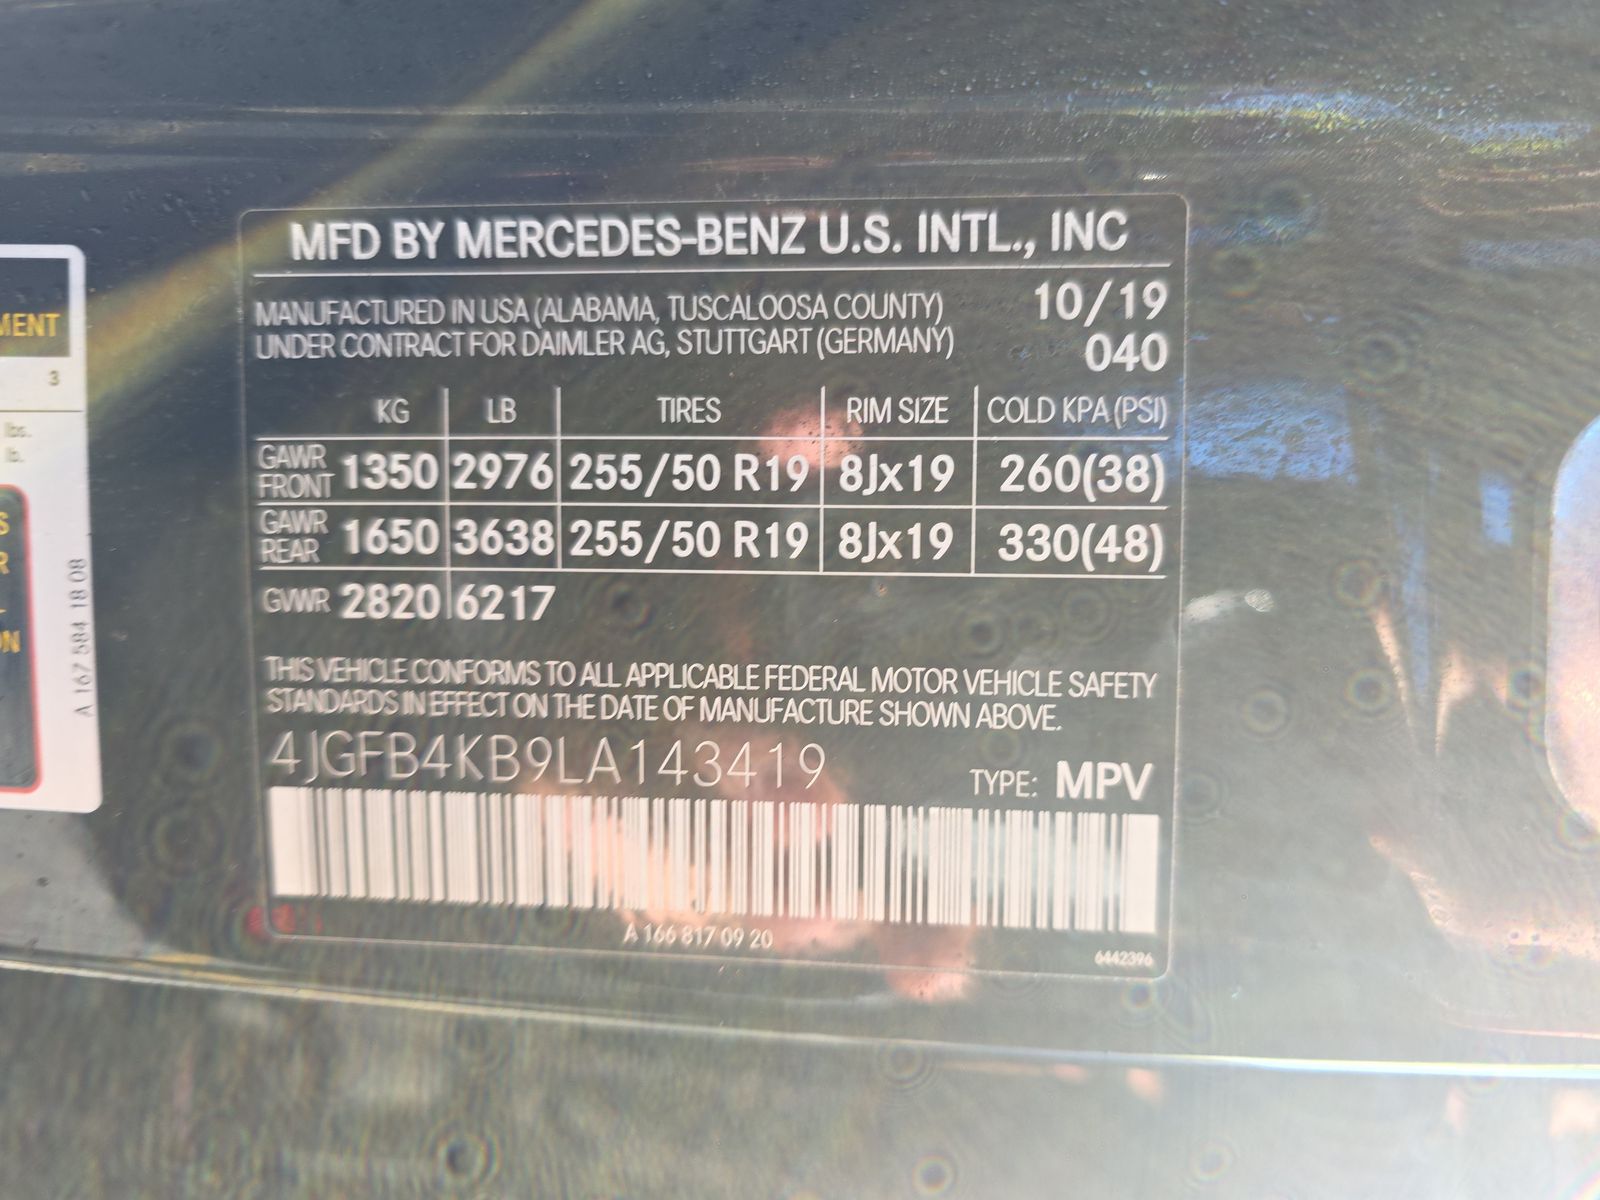 MFD BY MERCEDES-BENZ U.S. INTL., INC
MANUFACTURED IN USA (ALABAMA, TUSCALOOSA COUNTY) 10/19
UNDER CONTRACT FOR DAIMLER AG, STUTTGART (GERMANY) 040
KG LB TIRES RIM SIZE COLD KPA (PSI)
GAWR FRONT 1350 2976 255/50 R19 8Jx19 260(38)
GAWR REAR 1650 3638 255/50 R19 8Jx19 330(48)
GVWR 2820 6217
THIS VEHICLE CONFORMS TO ALL APPLICABLE FEDERAL MOTOR VEHICLE SAFETY
STANDARDS IN EFFECT ON THE DATE OF MANUFACTURE SHOWN ABOVE.
4JGFB4KB9LA143419 TYPE: MPV
A 166 817 09 20
6442396
3
lbs.
lb.
A 167 584 18 08